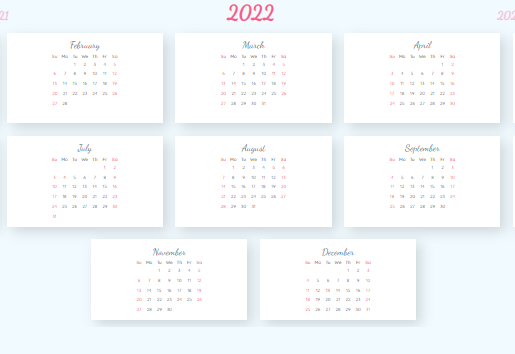 21
2022
202
February
Su Mo Tu We Th Fr Sa
1 2 3 4 5
6 7 8 9 10 11 12
13 14 15 16 17 18 19
20 21 22 23 24 25 26
27 28
March
Su Mo Tu We Th Fr Sa
1 2 3 4 5
6 7 8 9 10 11 12
13 14 15 16 17 18 19
20 21 22 23 24 25 26
27 28 29 30 31
April
Su Mo Tu We Th Fr Sa
1 2
3 4 5 6 7 8 9
10 11 12 13 14 15 16
17 18 19 20 21 22 23
24 25 26 27 28 29 30
July
Su Mo Tu We Th Fr Sa
1 2
3 4 5 6 7 8 9
10 11 12 13 14 15 16
17 18 19 20 21 22 23
24 25 26 27 28 29 30
31
August
Su Mo Tu We Th Fr Sa
1 2 3 4 5 6
7 8 9 10 11 12 13
14 15 16 17 18 19 20
21 22 23 24 25 26 27
28 29 30 31
September
Su Mo Tu We Th Fr Sa
1 2 3
4 5 6 7 8 9 10
11 12 13 14 15 16 17
18 19 20 21 22 23 24
25 26 27 28 29 30
November
Su Mo Tu We Th Fr Sa
1 2 3 4 5
6 7 8 9 10 11 12
13 14 15 16 17 18 19
20 21 22 23 24 25 26
27 28 29 30
December
Su Mo Tu We Th Fr Sa
1 2 3
4 5 6 7 8 9 10
11 12 13 14 15 16 17
18 19 20 21 22 23 24
25 26 27 28 29 30 31